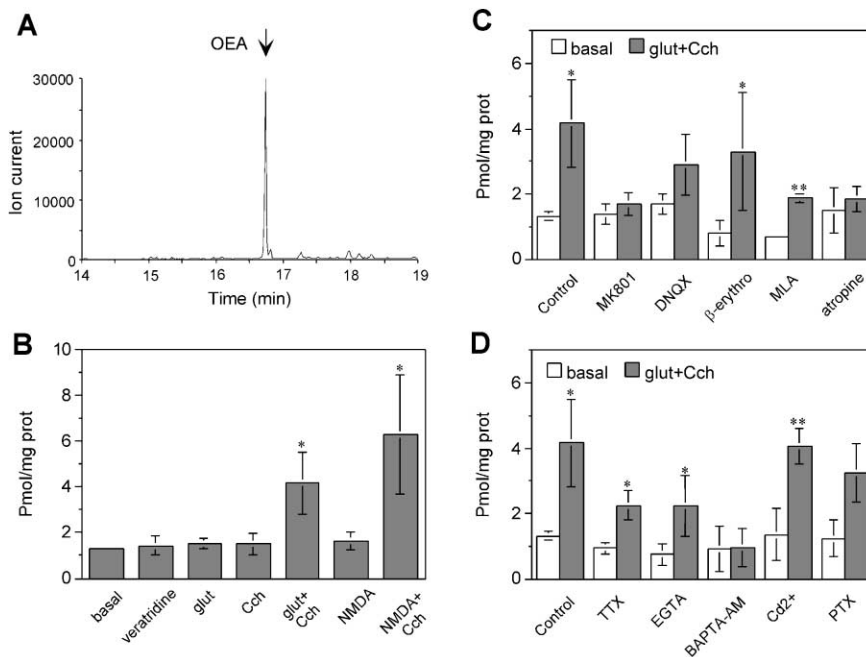 A
OEA
30000
20000
10000
0
Ion current
14 15 16 17 18 19
Time (min)
B
10
8
6
4
2
0
Pmol/mg prot
basal
veratridine
glut
Cch
glut+
Cch
NMDA
NMDA+
Cch
*
*
C
basal glut+Cch
6
4
2
0
Pmol/mg prot
* * **
Control
MK801
DNQX
β-erythro
MLA
atropine
D
basal glut+Cch
6
4
2
0
Pmol/mg prot
* * * **
Control
TTX
EGTA
BAPTA-AM
Cd2+
PTX